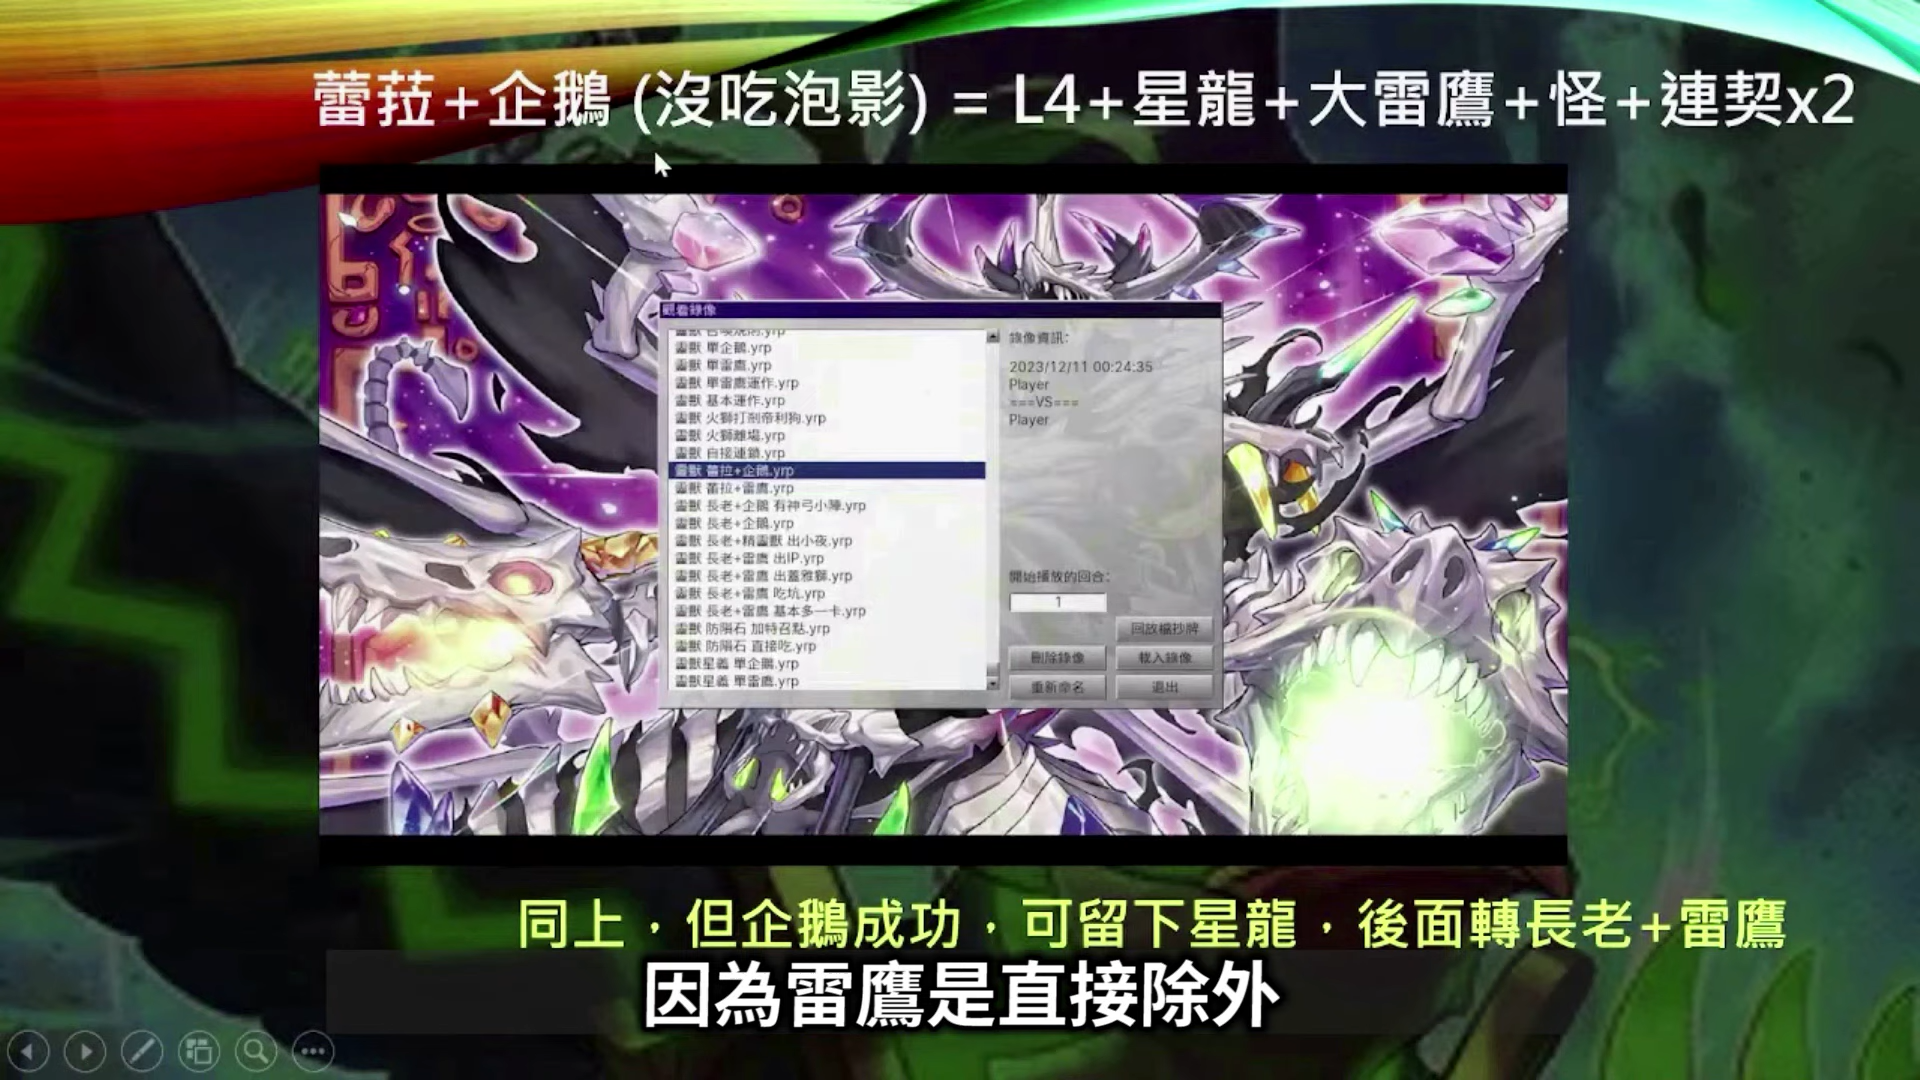 蕾菈+企鵝 (沒吃泡影) = L4+星龍+大雷鷹+怪+連契x2
觀看錄像
靈獸 單企鵝.yrp
靈獸 單雷鷹.yrp
靈獸 單雷鷹運作.yrp
靈獸 基本運作.yrp
靈獸 火獅打劍帝利狗.yrp
靈獸 火獅離場.yrp
靈獸 自接連鎖.yrp
靈獸 蕾拉+企鵝.yrp
靈獸 蕾拉+雷鷹.yrp
靈獸 長老+企鵝 有神弓小陣.yrp
靈獸 長老+企鵝.yrp
靈獸 長老+精靈獸 出小夜.yrp
靈獸 長老+雷鷹 出IP.yrp
靈獸 長老+雷鷹 出蓋雅獅.yrp
靈獸 長老+雷鷹 吃坑.yrp
靈獸 長老+雷鷹 基本多一卡.yrp
靈獸 防隕石 加特召點.yrp
靈獸 防隕石 直接吃.yrp
靈獸星義 單企鵝.yrp
靈獸星義 單雷鷹.yrp
錄像資訊:
2023/12/11 00:24:35
Player
===VS===
Player
開始播放的回合:
1
回放檔抄牌
刪除錄像
載入錄像
重新命名
退出
同上，但企鵝成功，可留下星龍，後面轉長老+雷鷹
因為雷鷹是直接除外